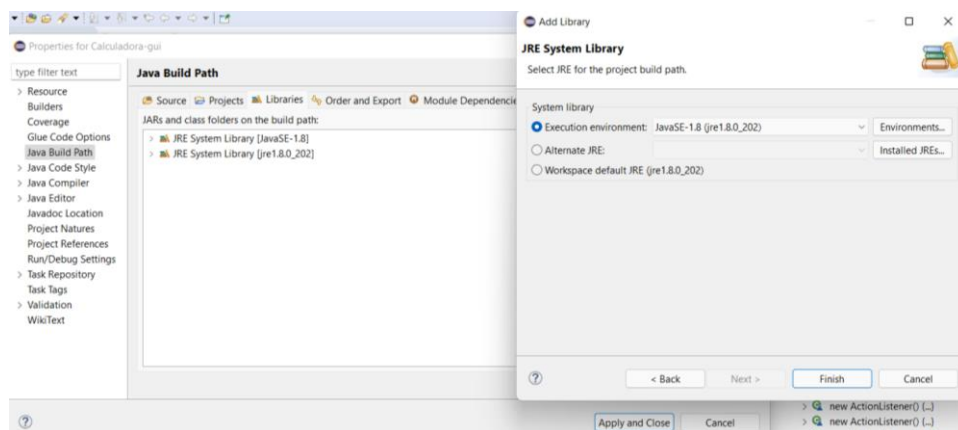 Properties for Calculadora-gui
type filter text
Resource
Builders
Coverage
Glue Code Options
Java Build Path
Java Code Style
Java Compiler
Java Editor
Javadoc Location
Project Natures
Project References
Run/Debug Settings
Task Repository
Task Tags
Validation
WikiText
Java Build Path
Source Projects Libraries Order and Export Module Dependencie
JARs and class folders on the build path:
JRE System Library [JavaSE-1.8]
JRE System Library [jre1.8.0_202]
Apply and Close Cancel
Add Library
JRE System Library
Select JRE for the project build path.
System library
Execution environment: JavaSE-1.8 (jre1.8.0_202) Environments...
Alternate JRE: Installed JREs...
Workspace default JRE (jre1.8.0_202)
< Back Next > Finish Cancel
new ActionListener() {...}
new ActionListener() {...}